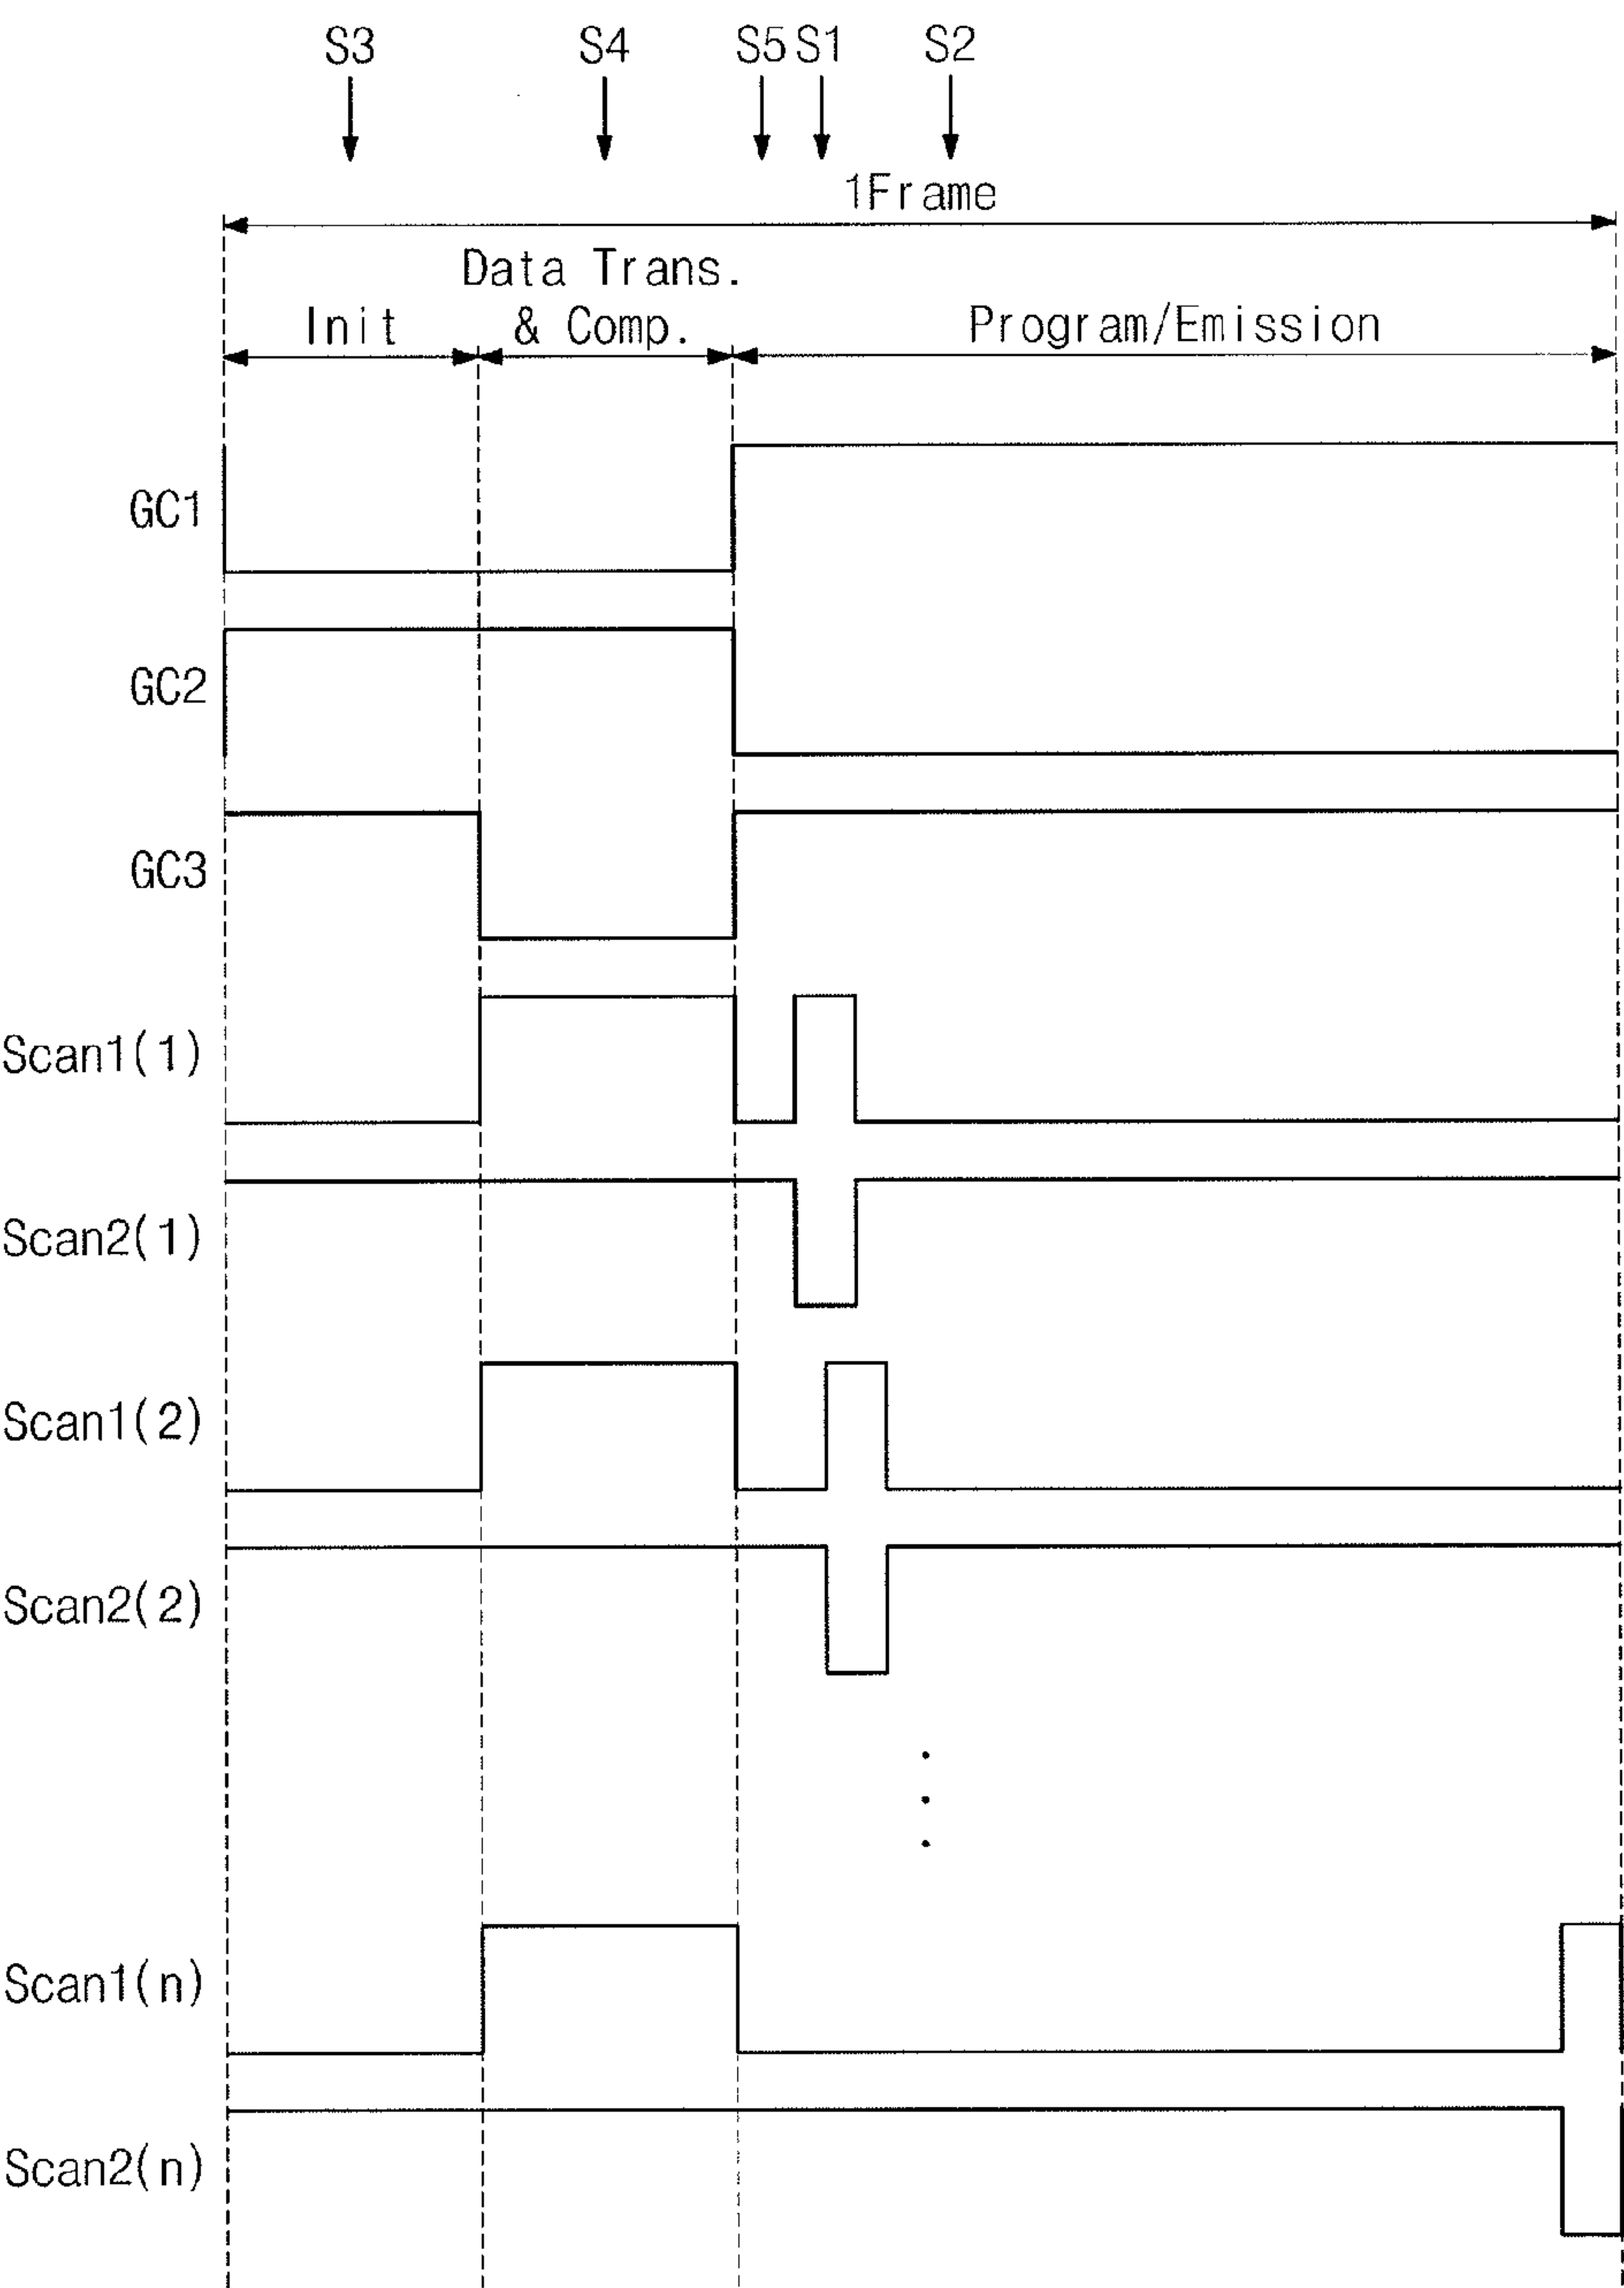 S3 S4 S5 S1 S2
1Frame
Data Trans.
Init & Comp. Program/Emission
GC1
GC2
GC3
Scan1(1)
Scan2(1)
Scan1(2)
Scan2(2)
Scan1(n)
Scan2(n)